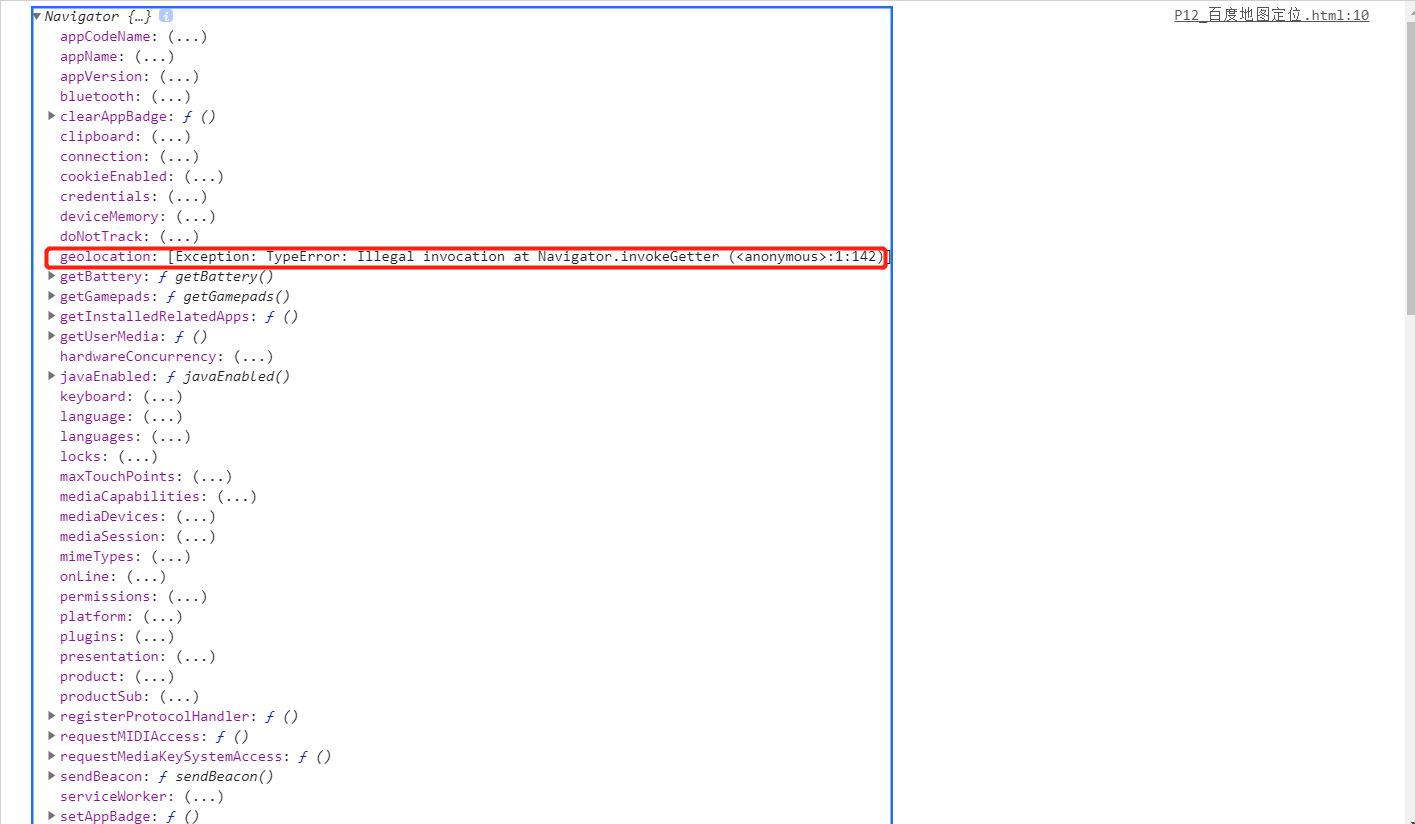 Navigator {…} i
P12_百度地图定位.html:10
appCodeName: (...)
appName: (...)
appVersion: (...)
bluetooth: (...)
clearAppBadge: ƒ ()
clipboard: (...)
connection: (...)
cookieEnabled: (...)
credentials: (...)
deviceMemory: (...)
doNotTrack: (...)
geolocation: [Exception: TypeError: Illegal invocation at Navigator.invokeGetter (<anonymous>:1:142)]
getBattery: ƒ getBattery()
getGamepads: ƒ getGamepads()
getInstalledRelatedApps: ƒ ()
getUserMedia: ƒ ()
hardwareConcurrency: (...)
javaEnabled: ƒ javaEnabled()
keyboard: (...)
language: (...)
languages: (...)
locks: (...)
maxTouchPoints: (...)
mediaCapabilities: (...)
mediaDevices: (...)
mediaSession: (...)
mimeTypes: (...)
onLine: (...)
permissions: (...)
platform: (...)
plugins: (...)
presentation: (...)
product: (...)
productSub: (...)
registerProtocolHandler: ƒ ()
requestMIDIAccess: ƒ ()
requestMediaKeySystemAccess: ƒ ()
sendBeacon: ƒ sendBeacon()
serviceWorker: (...)
setAppBadge: ƒ ()